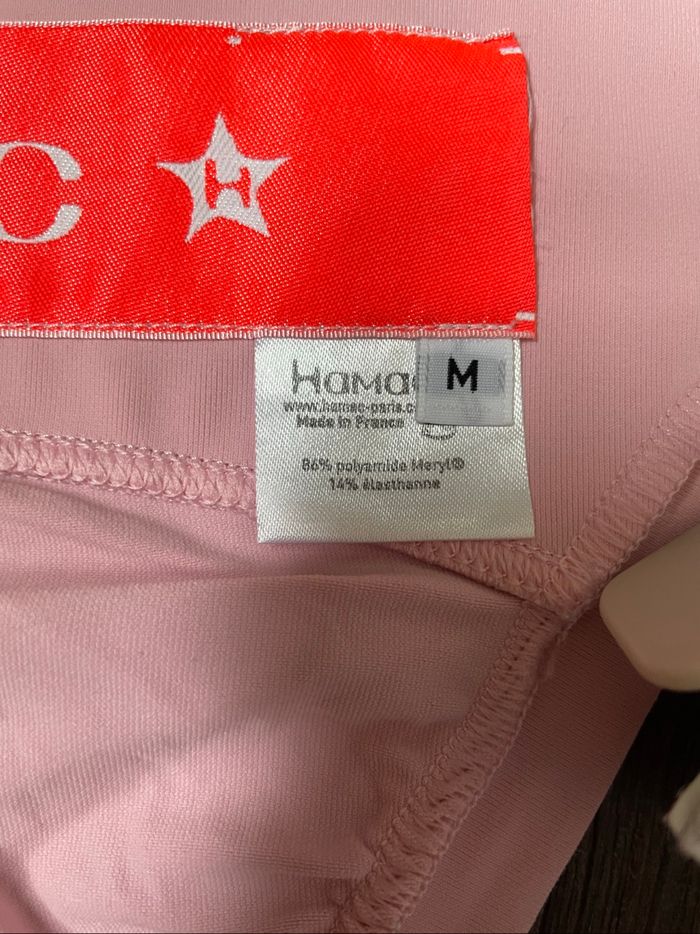 C
H
Hamac
M
www.hamac-paris.c
Made in France
86% polyamide Meryl®
14% élasthanne